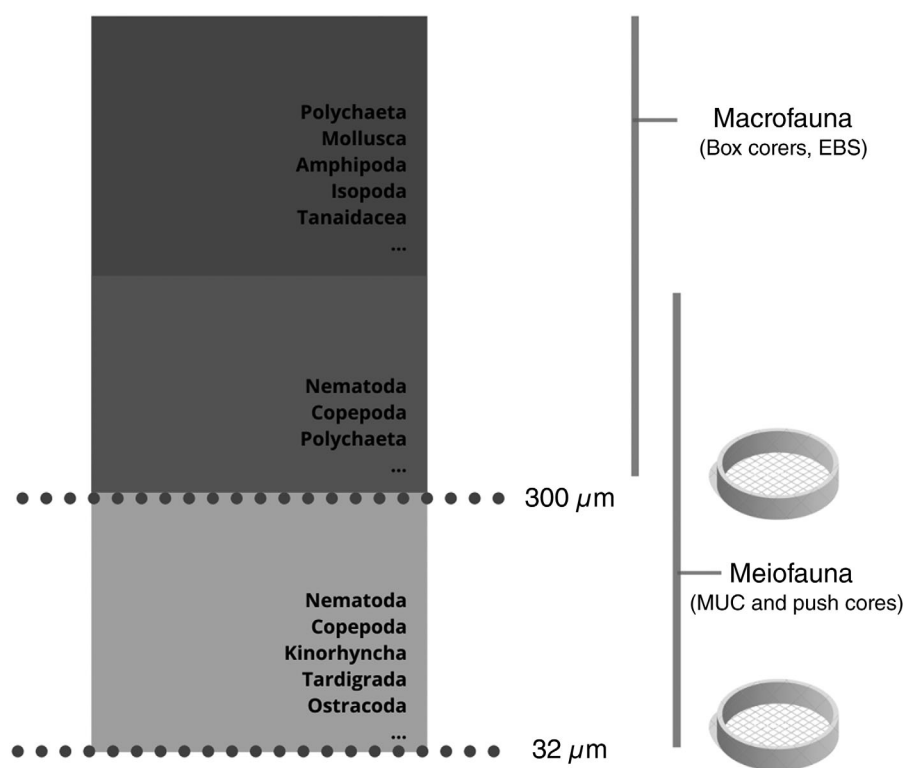 Polychaeta
Mollusca
Amphipoda
Isopoda
Tanaidacea
...
Macrofauna
(Box corers, EBS)
Nematoda
Copepoda
Polychaeta
...
300 µm
Nematoda
Copepoda
Kinorhyncha
Tardigrada
Ostracoda
...
Meiofauna
(MUC and push cores)
32 µm